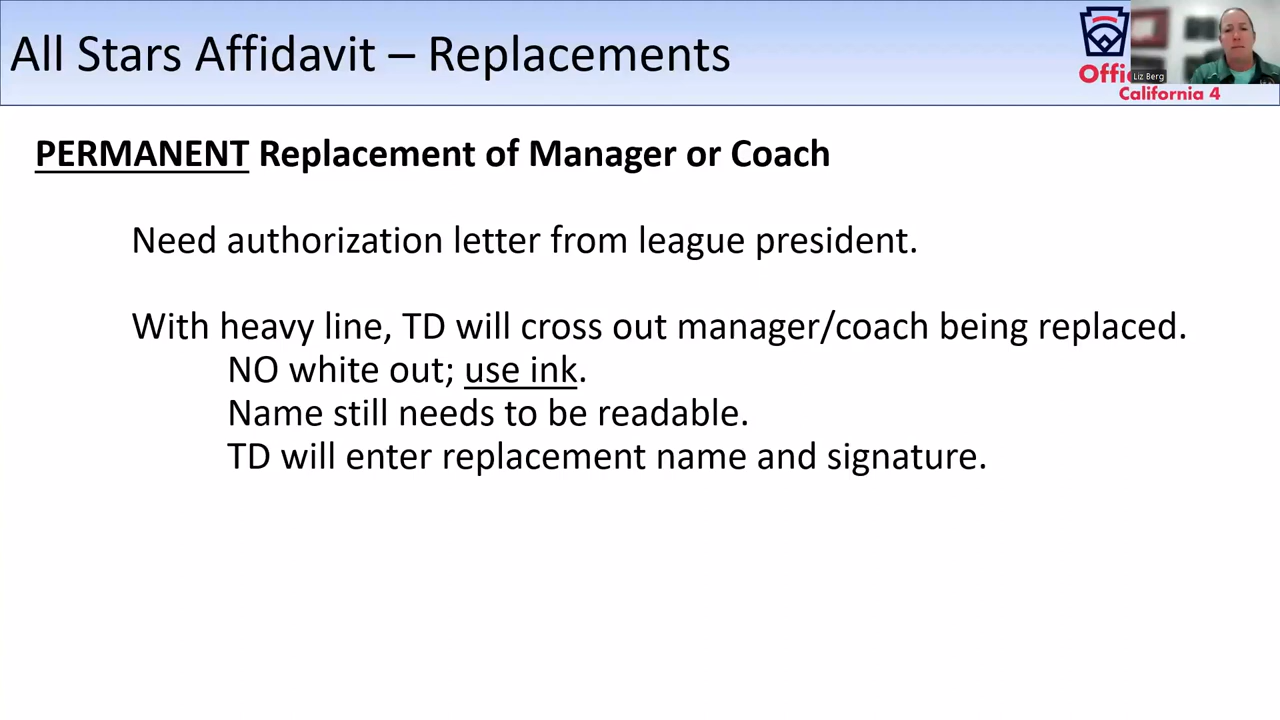 All Stars Affidavit – Replacements
Offic
Liz Berg
California 4
PERMANENT Replacement of Manager or Coach
Need authorization letter from league president.
With heavy line, TD will cross out manager/coach being replaced.
NO white out; use ink.
Name still needs to be readable.
TD will enter replacement name and signature.